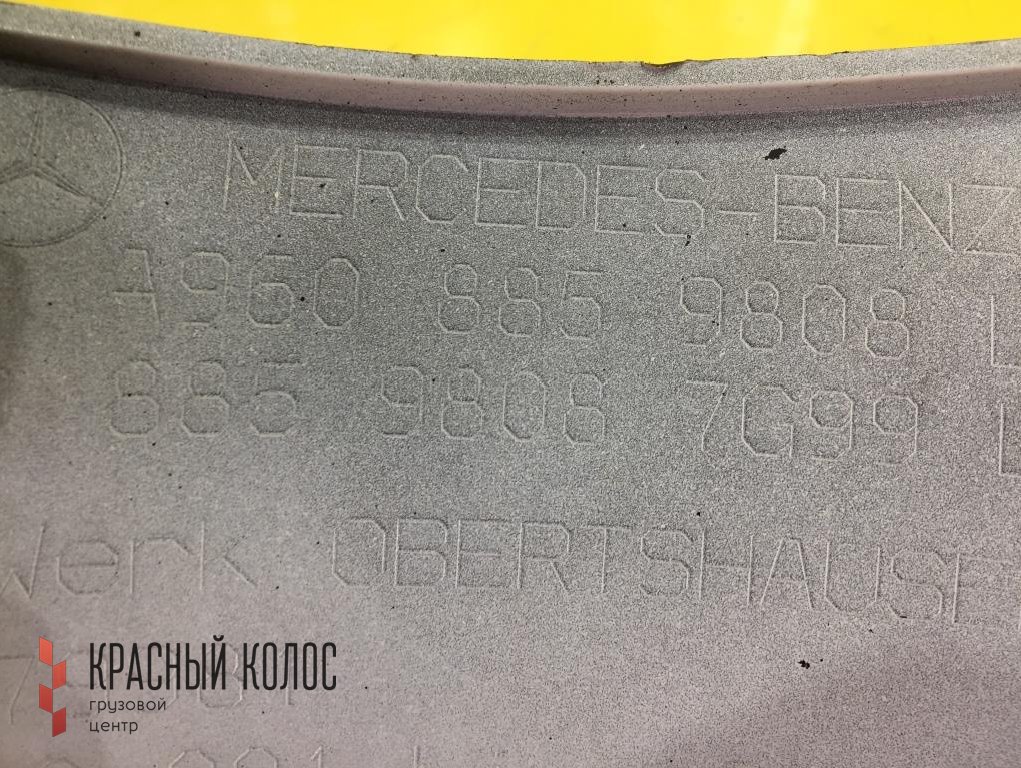 MERCEDES-BENZ
A960 885 9808 L
885 9808 7G99 L
Werk OBERTSHAUSE
КРАСНЫЙ КОЛОС
грузовой
центр